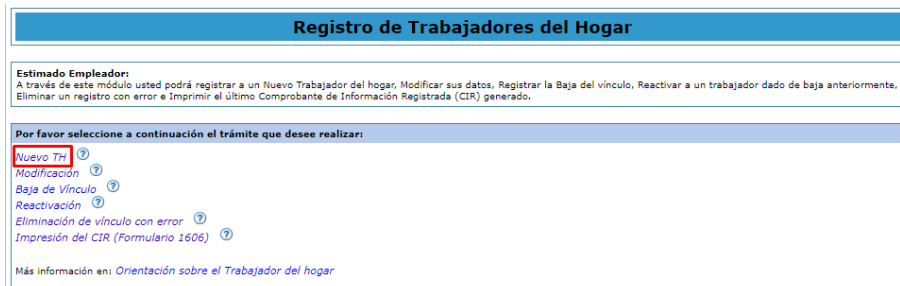 Registro de Trabajadores del Hogar
Estimado Empleador:
A través de este módulo usted podrá registrar a un Nuevo Trabajador del hogar, Modificar sus datos, Registrar la Baja del vínculo, Reactivar a un trabajador dado de baja anteriormente,
Eliminar un registro con error e Imprimir el último Comprobante de Información Registrada (CIR) generado.
Por favor seleccione a continuación el trámite que desee realizar:
Nuevo TH ?
Modificación ?
Baja de Vínculo ?
Reactivación ?
Eliminación de vínculo con error ?
Impresión del CIR (Formulario 1606) ?
Más información en: Orientación sobre el Trabajador del hogar